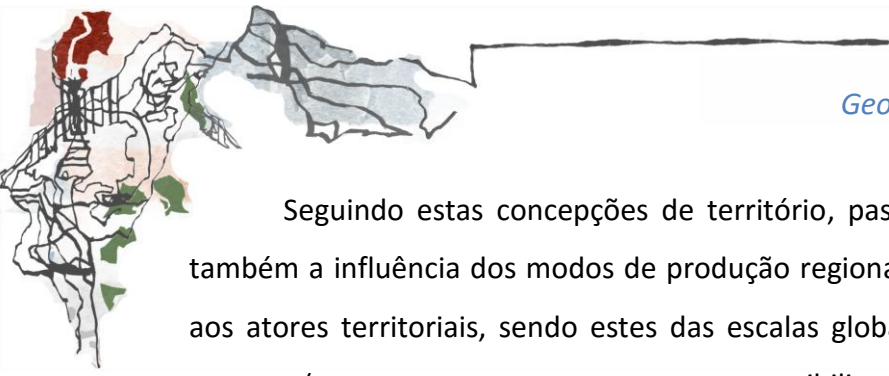 Geo
Seguindo estas concepções de território, pas
também a influência dos modos de produção regiona
aos atores territoriais, sendo estes das escalas globa